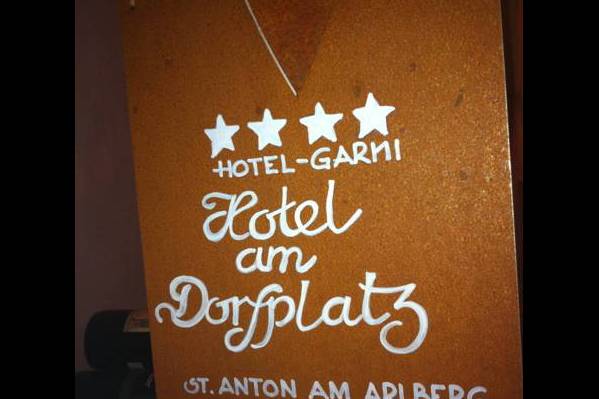 HOTEL-GARNI
Hotel
am
Dorfplatz
ST. ANTON AM ARLBERG